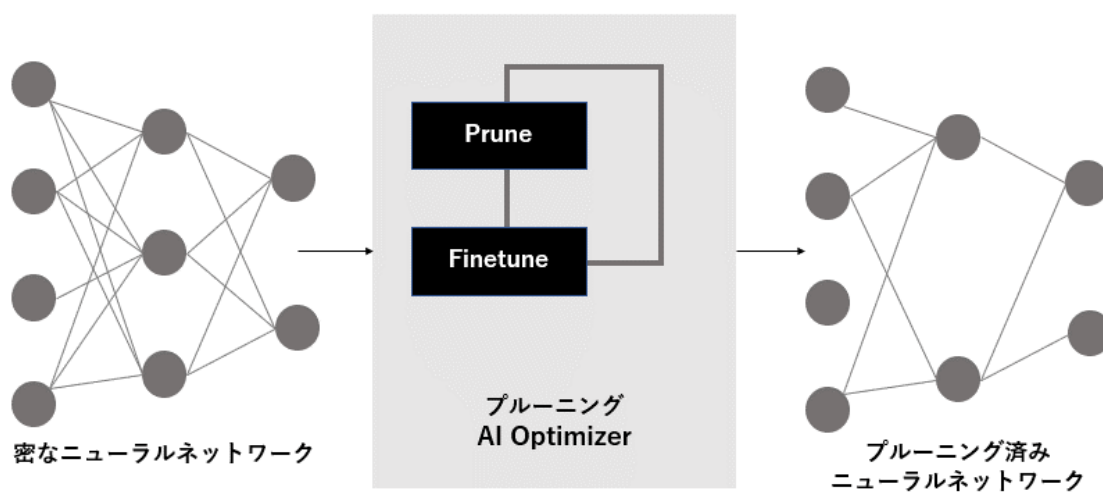 密なニューラルネットワーク
Prune
Finetune
プルーニング
AI Optimizer
プルーニング済み
ニューラルネットワーク